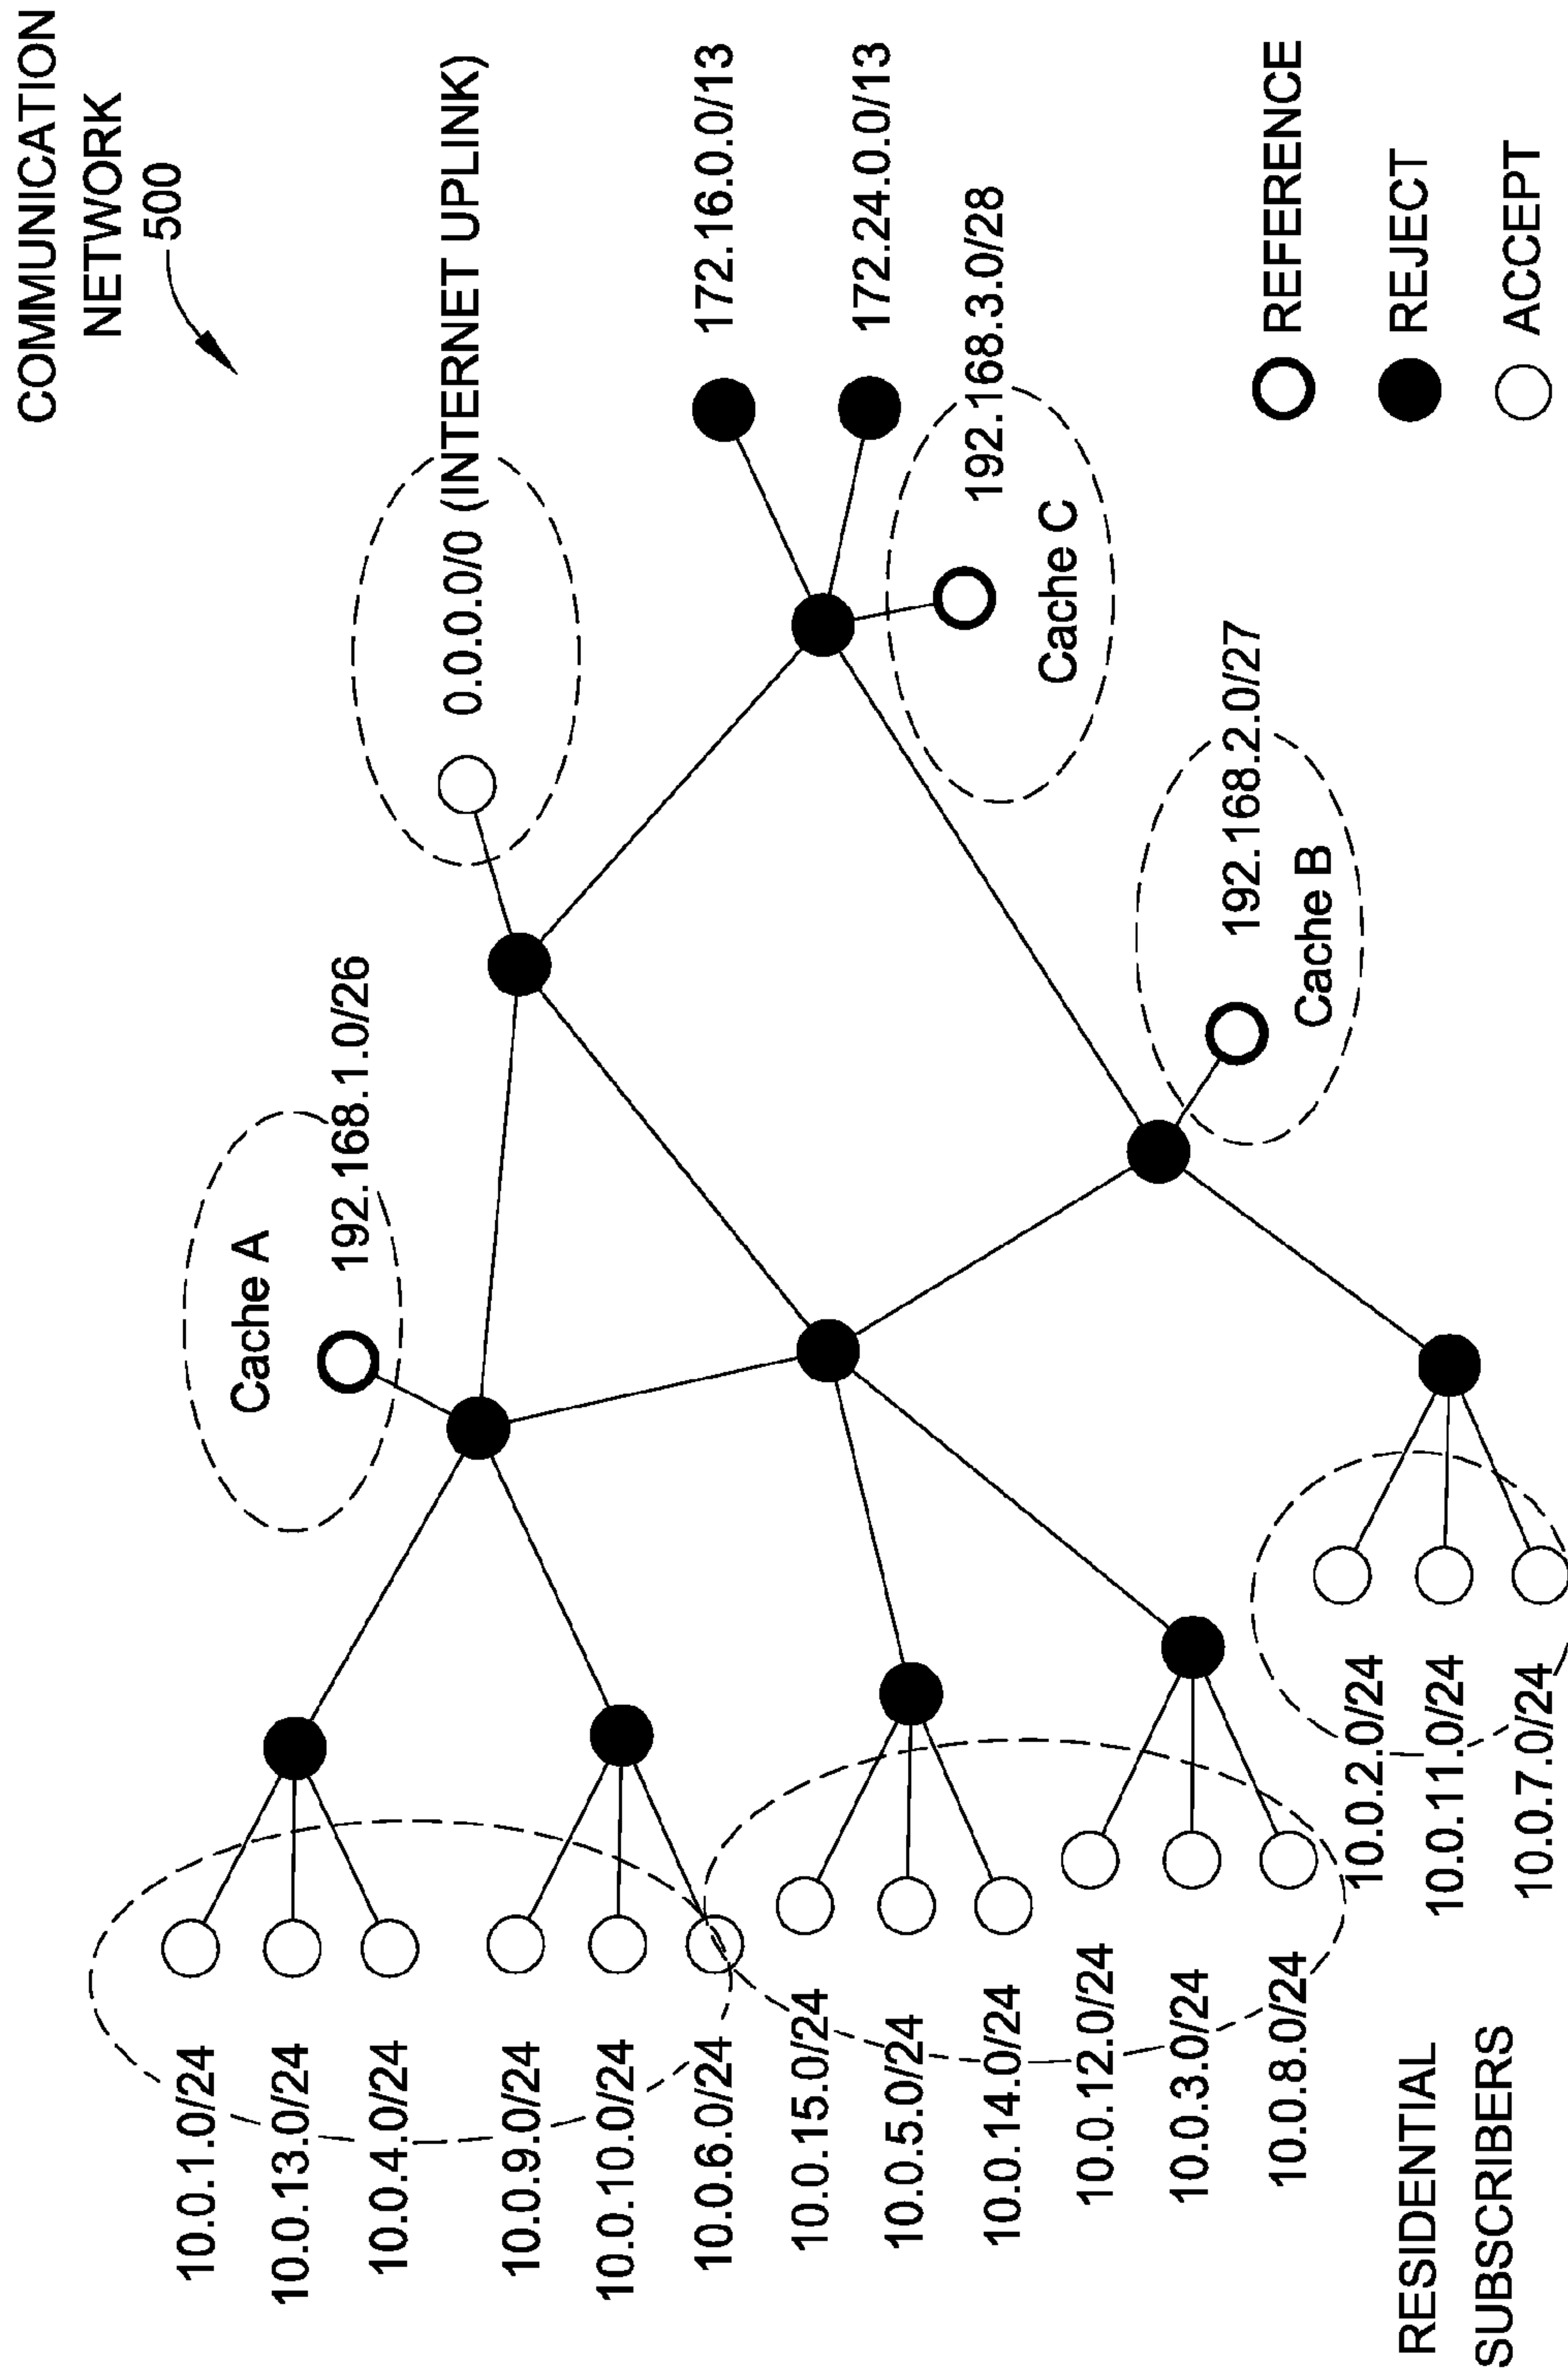 COMMUNICATION
NETWORK
500
Cache A
192.168.1.0/26
0.0.0.0/0 (INTERNET UPLINK)
172.16.0.0/13
172.24.0.0/13
192.168.3.0/28
Cache C
192.168.2.0/27
Cache B
10.0.1.0/24
10.0.13.0/24
10.0.4.0/24
10.0.9.0/24
10.0.10.0/24
10.0.6.0/24
10.0.15.0/24
10.0.5.0/24
10.0.14.0/24
10.0.12.0/24
10.0.3.0/24
10.0.8.0/24
10.0.2.0/24
10.0.11.0/24
10.0.7.0/24
RESIDENTIAL
SUBSCRIBERS
REFERENCE
REJECT
ACCEPT